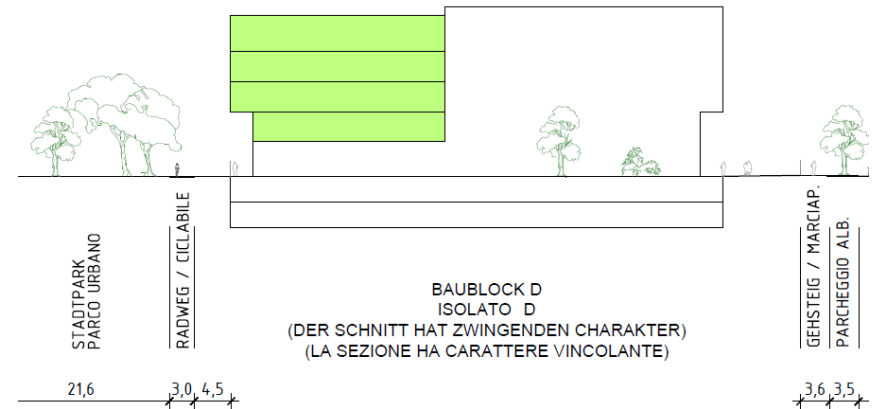 STADTPARK
PARCO URBANO
RADWEG / CICLABILE
BAUBLOCK D
ISOLATO D
(DER SCHNITT HAT ZWINGENDEN CHARAKTER)
(LA SEZIONE HA CARATTERE VINCOLANTE)
GEHSTEIG / MARCIAP.
PARCHEGGIO ALB.
21,6 3,0 4,5 3,6 3,5